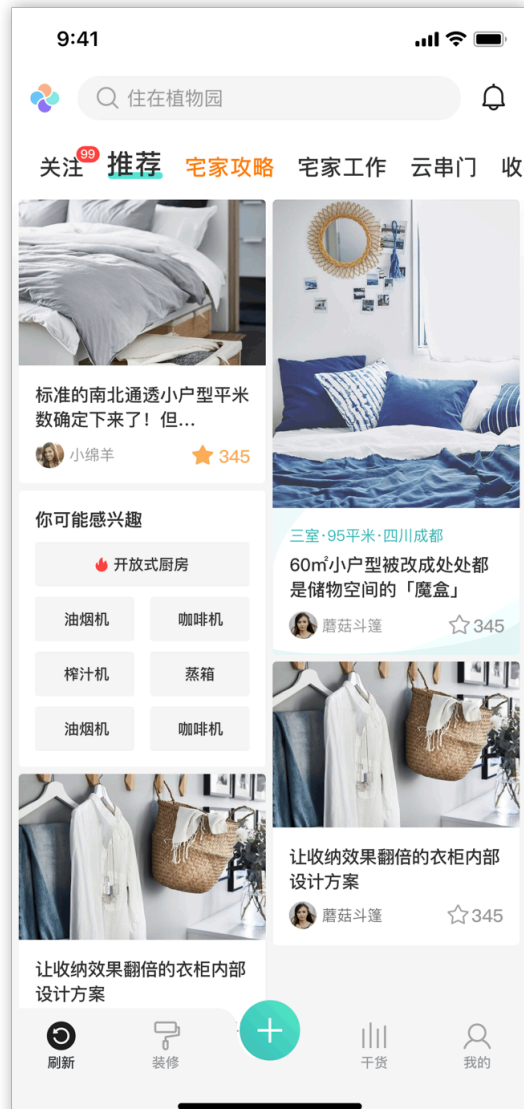 9:41
住在植物园
关注
99
推荐
宅家攻略
宅家工作
云串门
收
标准的南北通透小户型平米
数确定下来了！但...
小绵羊
345
你可能感兴趣
开放式厨房
油烟机
咖啡机
榨汁机
蒸箱
油烟机
咖啡机
让收纳效果翻倍的衣柜内部
设计方案
三室·95平米·四川成都
60㎡小户型被改成处处都
是储物空间的「魔盒」
蘑菇斗篷
345
让收纳效果翻倍的衣柜内部
设计方案
蘑菇斗篷
345
刷新
装修
干货
我的